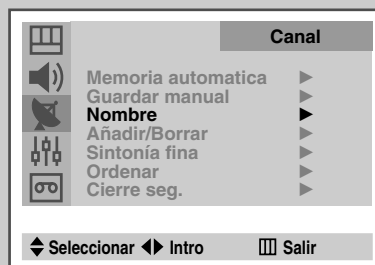 Canal
Memoria automatica
Guardar manual
Nombre
Añadir/Borrar
Sintonía fina
Ordenar
Cierre seg.
Seleccionar Intro Salir